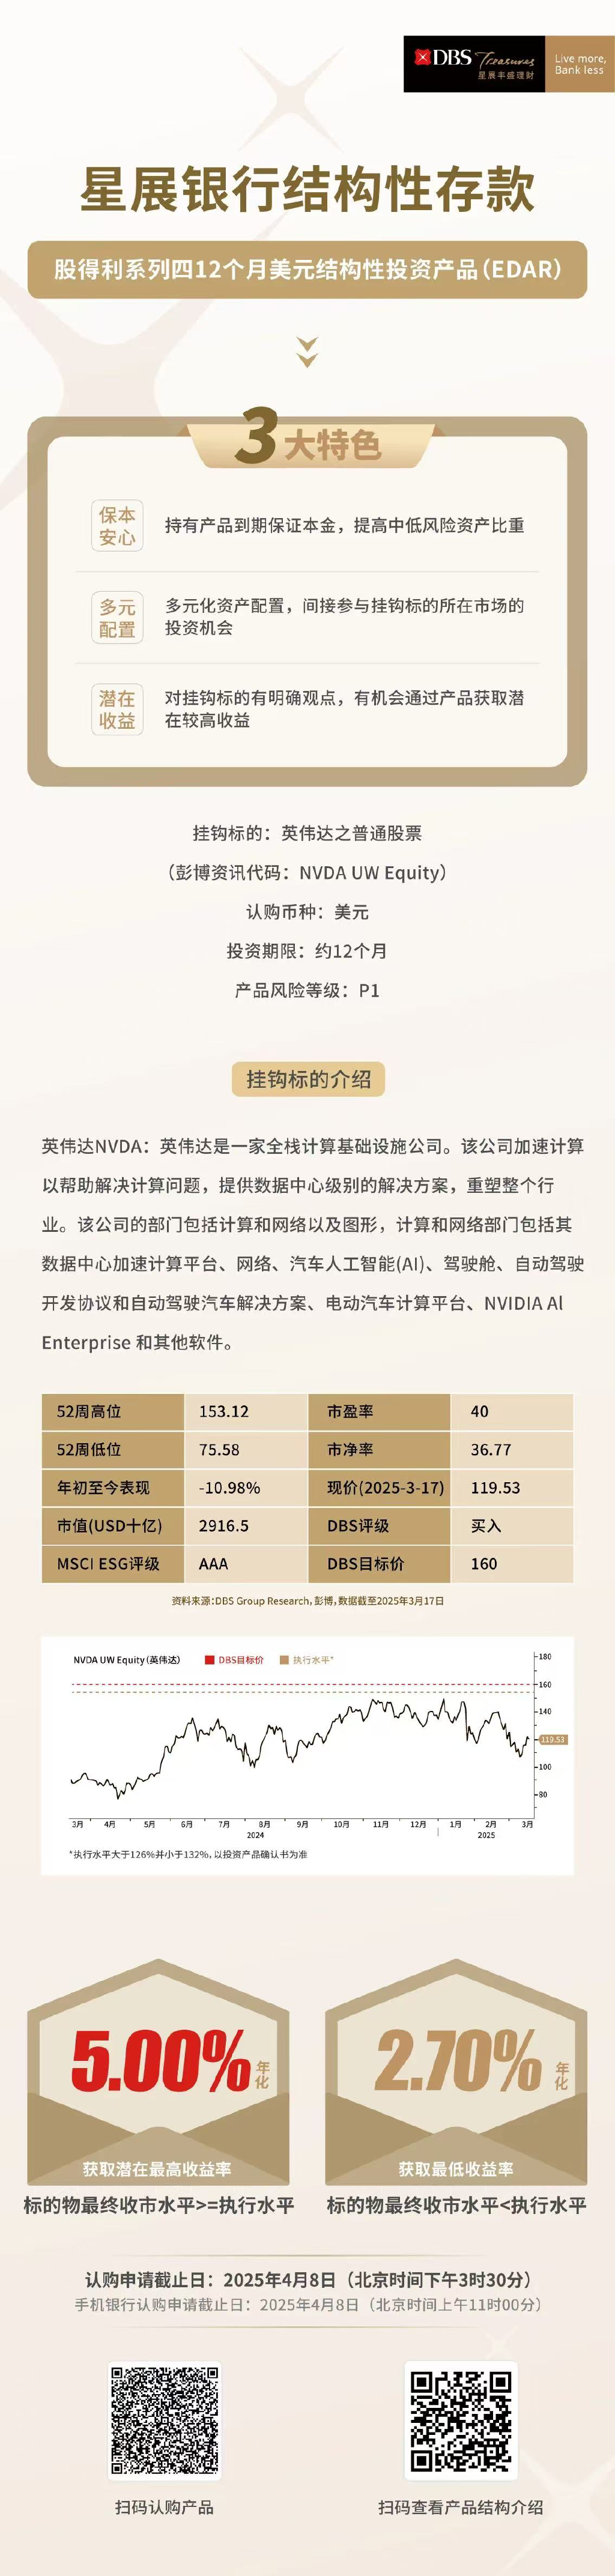 DBS Treasures
星展丰盛理财
Live more,
Bank less
星展银行结构性存款
股得利系列四12个月美元结构性投资产品（EDAR）
3大特色
保本
安心
持有产品到期保证本金，提高中低风险资产比重
多元
配置
多元化资产配置，间接参与挂钩标的所在市场的
投资机会
潜在
收益
对挂钩标的有明确观点，有机会通过产品获取潜
在较高收益
挂钩标的：英伟达之普通股票
（彭博资讯代码：NVDA UW Equity）
认购币种：美元
投资期限：约12个月
产品风险等级：P1
挂钩标的介绍
英伟达NVDA：英伟达是一家全栈计算基础设施公司。该公司加速计算
以帮助解决计算问题，提供数据中心级别的解决方案，重塑整个行
业。该公司的部门包括计算和网络以及图形，计算和网络部门包括其
数据中心加速计算平台、网络、汽车人工智能(AI)、驾驶舱、自动驾驶
开发协议和自动驾驶汽车解决方案、电动汽车计算平台、NVIDIA Al
Enterprise 和其他软件。
52周高位 153.12 市盈率 40
52周低位 75.58 市净率 36.77
年初至今表现 -10.98% 现价(2025-3-17) 119.53
市值(USD十亿) 2916.5 DBS评级 买入
MSCI ESG评级 AAA DBS目标价 160
资料来源:DBS Group Research,彭博,数据截至2025年3月17日
NVDA UW Equity (英伟达) DBS目标价 执行水平*
180
160
140
119.53
100
80
3月 4月 5月 6月 7月 8月 9月 10月 11月 12月 1月 2月 3月
2024 2025
*执行水平大于126%并小于132%, 以投资产品确认书为准
5.00% 年化
获取潜在最高收益率
标的物最终收市水平>=执行水平
2.70% 年化
获取最低收益率
标的物最终收市水平<执行水平
认购申请截止日：2025年4月8日（北京时间下午3时30分）
手机银行认购申请截止日：2025年4月8日（北京时间上午11时00分）
扫码认购产品
扫码查看产品结构介绍